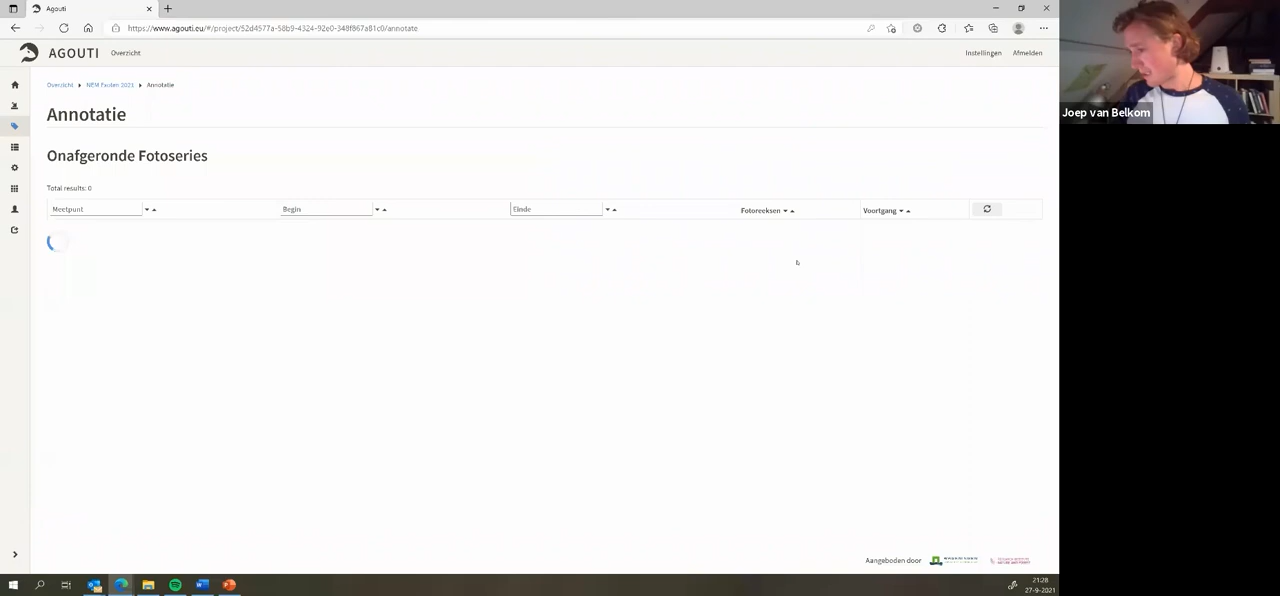 Agouti
https://www.agouti.eu/#/project/52d4577a-58b9-4324-92e0-348f867a81c0/annotate
AGOUTI
Overzicht
Instellingen
Afmelden
Joep van Belkom
Overzicht
NEM Exoten 2021
Annotatie
Annotatie
Onafgeronde Fotoseries
Total results: 0
Meetpunt
Begin
Einde
Fotoreeksen
Voortgang
Aangeboden door
21:28
27-9-2021